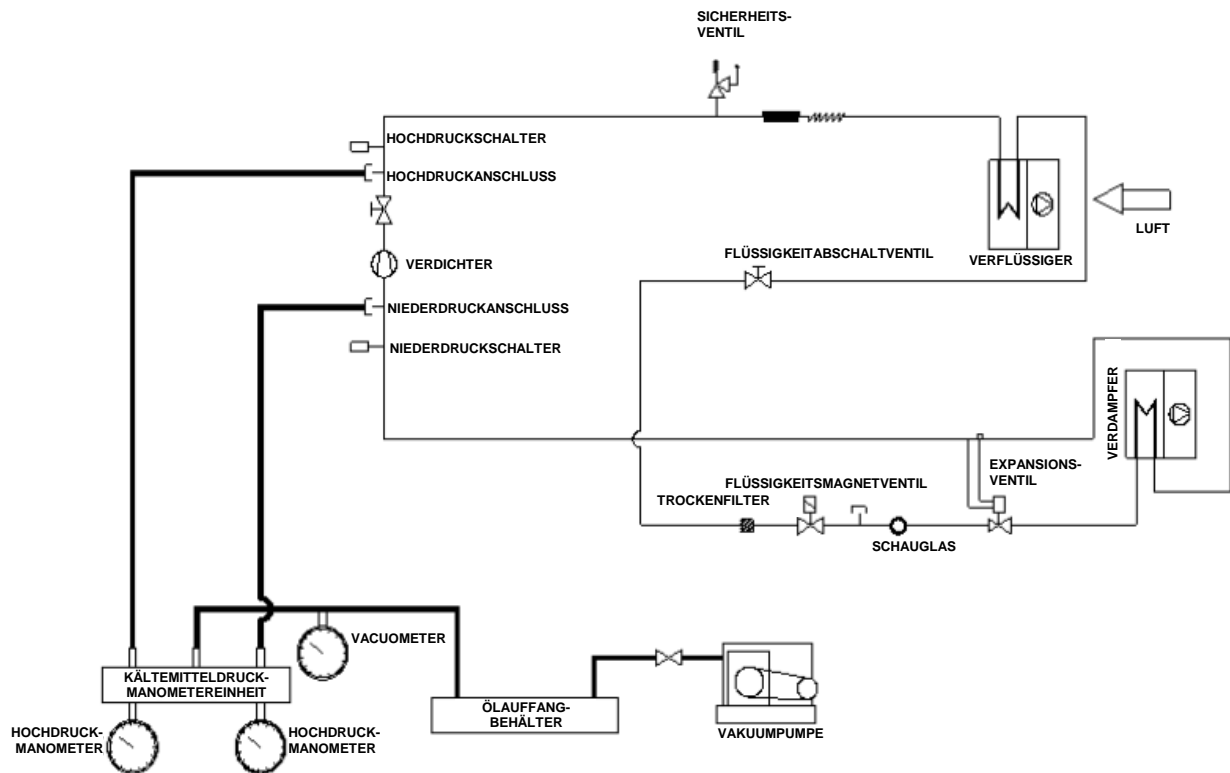 SICHERHEITS-
VENTIL
HOCHDRUCKSCHALTER
HOCHDRUCKANSCHLUSS
LUFT
FLÜSSIGKEITABSCHALTVENTIL
VERFLÜSSIGER
VERDICHTER
NIEDERDRUCKANSCHLUSS
NIEDERDRUCKSCHALTER
VERDAMPFER
EXPANSIONS-
VENTIL
FLÜSSIGKEITSMAGNETVENTIL
TROCKENFILTER
SCHAUGLAS
VACUOMETER
KÄLTEMITTELDRUCK-
MANOMETEREINHEIT
ÖLAUFFANG-
BEHÄLTER
VAKUUMPUMPE
HOCHDRUCK-
MANOMETER
HOCHDRUCK-
MANOMETER